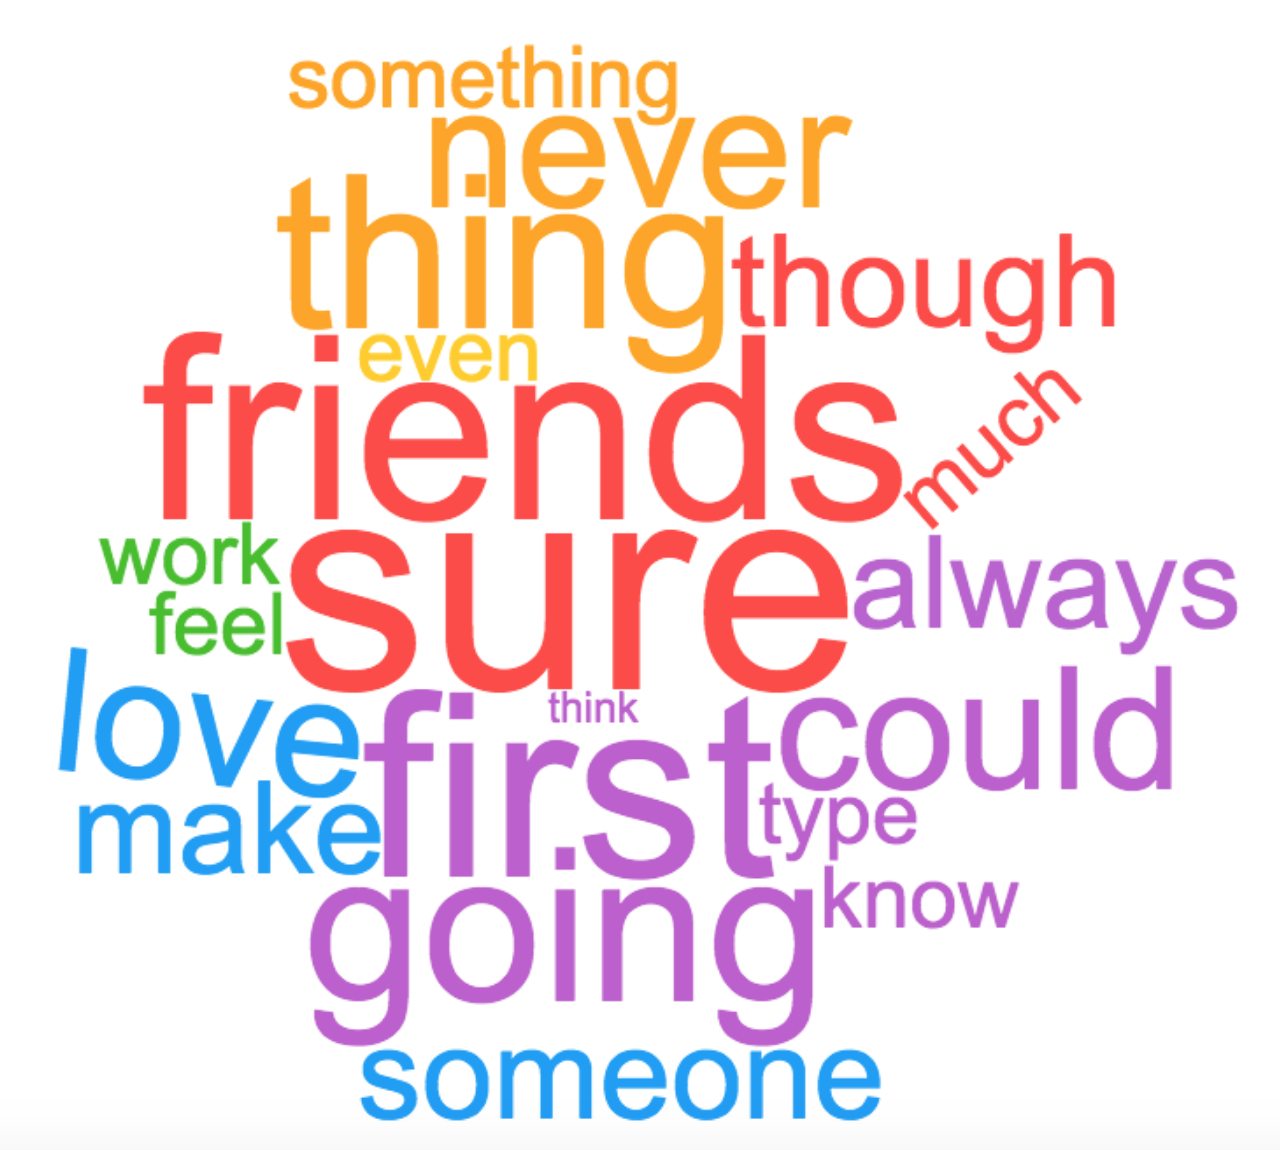 something
never
thing
though
even
friends
much
work
sure
always
feel
love
think
first
could
make
type
going
know
someone